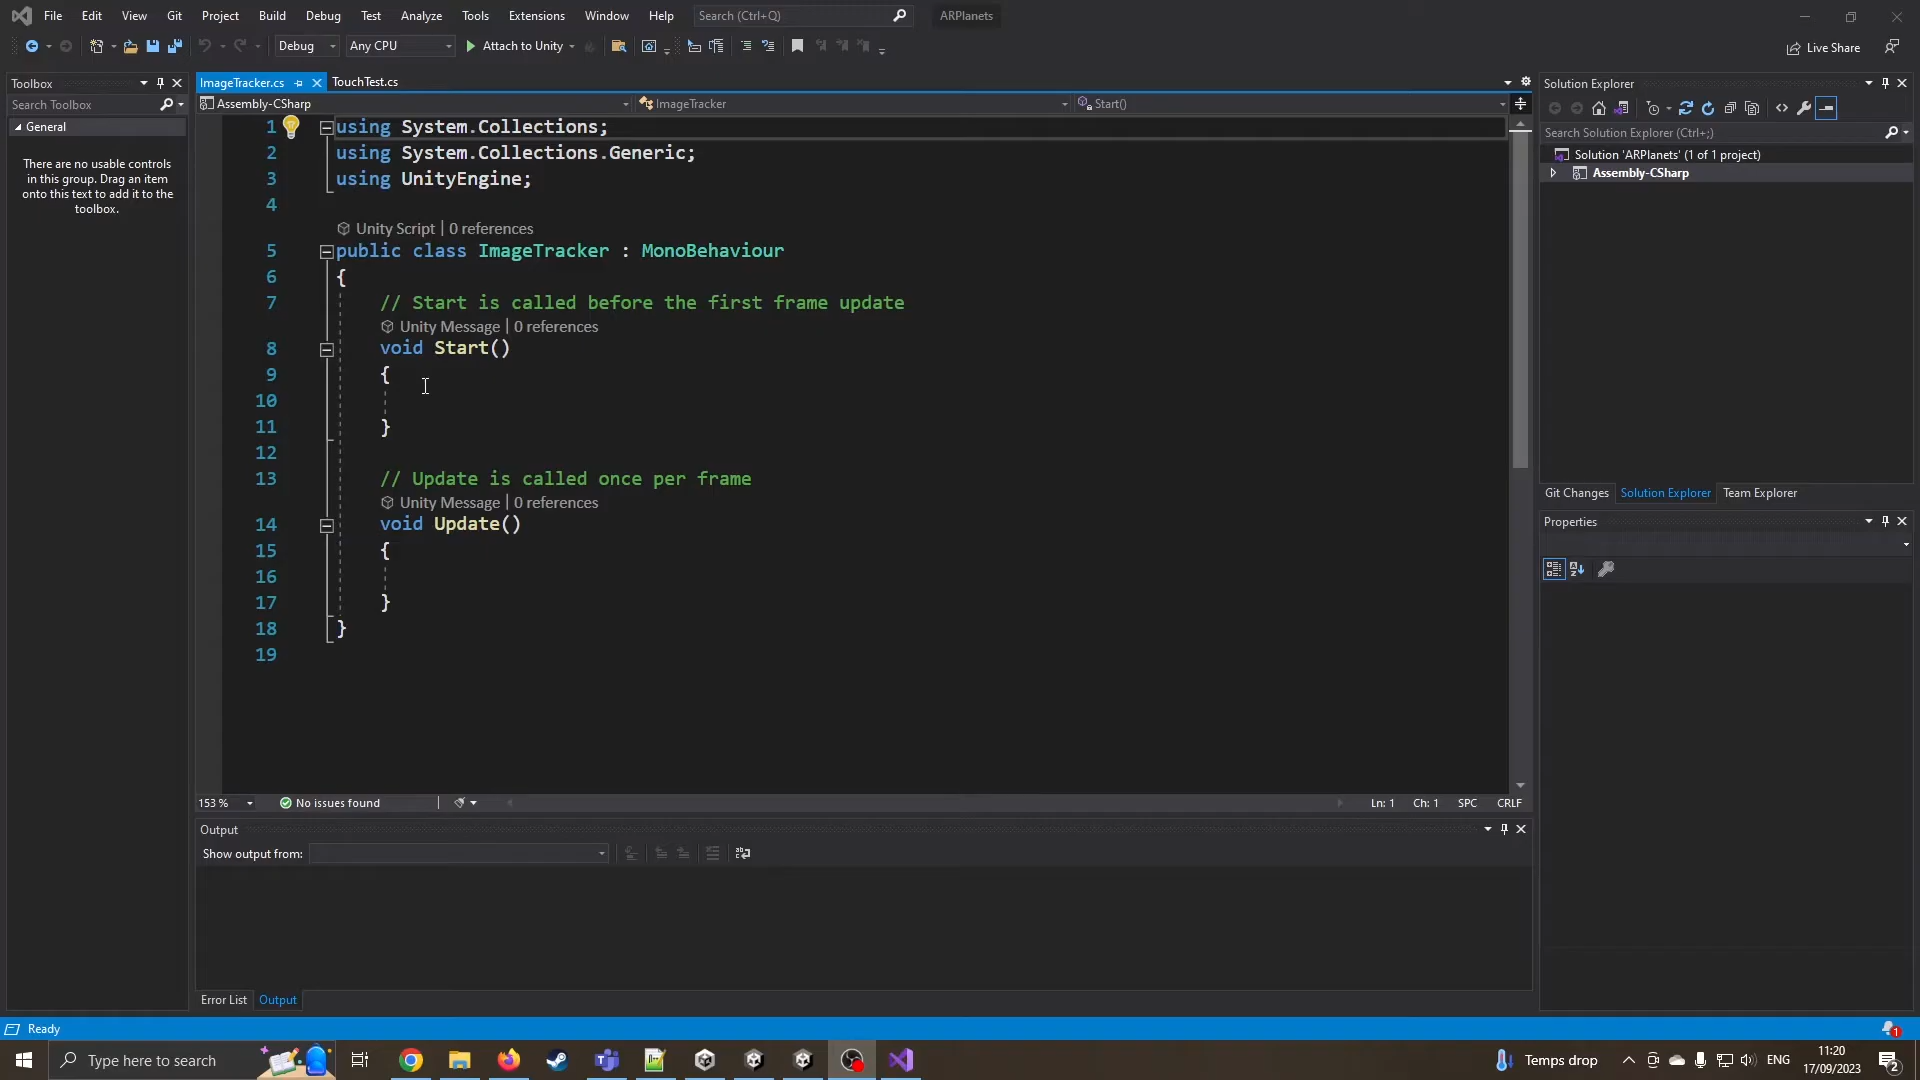 File Edit View Git Project Build Debug Test Analyze Tools Extensions Window Help Search (Ctrl+Q) ARPlanets
Debug Any CPU Attach to Unity Live Share
Toolbox
Search Toolbox
General
There are no usable controls
in this group. Drag an item
onto this text to add it to the
toolbox.
ImageTracker.cs TouchTest.cs
Assembly-CSharp ImageTracker Start()
1 using System.Collections;
2 using System.Collections.Generic;
3 using UnityEngine;
4
Unity Script | 0 references
5 public class ImageTracker : MonoBehaviour
6 {
7 // Start is called before the first frame update
Unity Message | 0 references
8 void Start()
9 {
10
11 }
12
13 // Update is called once per frame
Unity Message | 0 references
14 void Update()
15 {
16
17 }
18 }
19
153 % No issues found Ln: 1 Ch: 1 SPC CRLF
Output
Show output from:
Error List Output
Solution Explorer
Search Solution Explorer (Ctrl+;)
Solution 'ARPlanets' (1 of 1 project)
Assembly-CSharp
Git Changes Solution Explorer Team Explorer
Properties
Ready 1
Type here to search Temps drop ENG 11:20
17/09/2023 2